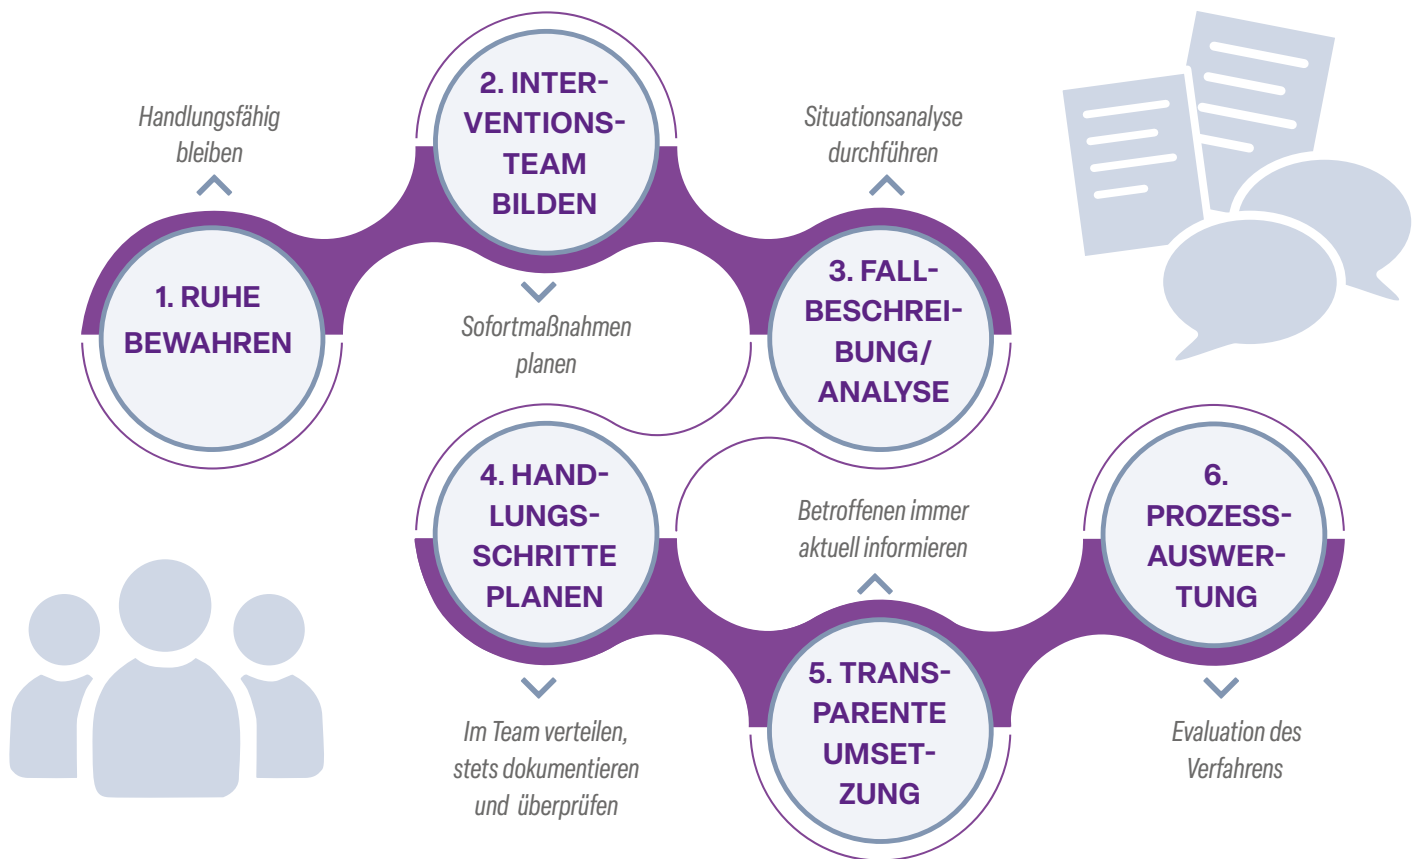 Handlungsfähig
bleiben
1. RUHE
BEWAHREN
2. INTER-
VENTIONS-
TEAM
BILDEN
Sofortmaßnahmen
planen
Situationsanalyse
durchführen
3. FALL-
BESCHREI-
BUNG/
ANALYSE
4. HAND-
LUNGS-
SCHRITTE
PLANEN
Im Team verteilen,
stets dokumentieren
und überprüfen
Betroffenen immer
aktuell informieren
5. TRANS-
PARENTE
UMSET-
ZUNG
6.
PROZESS-
AUSWER-
TUNG
Evaluation des
Verfahrens